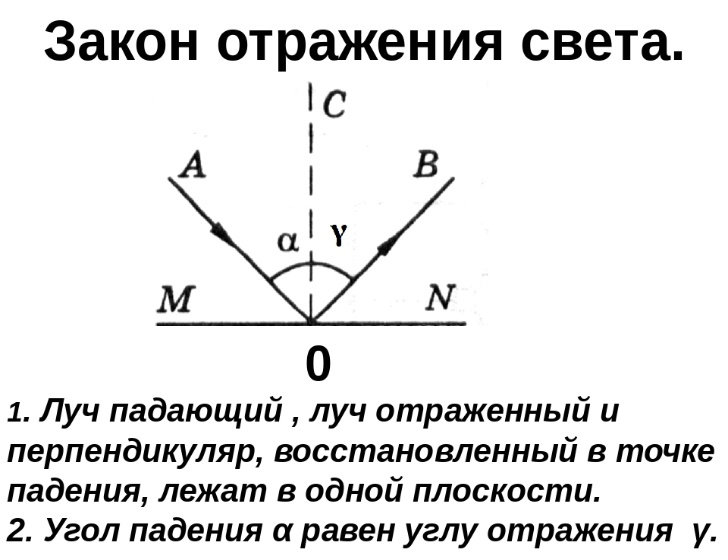 Закон отражения света.
C
A
B
α
γ
M
N
0
1. Луч падающий , луч отраженный и
перпендикуляр, восстановленный в точке
падения, лежат в одной плоскости.
2. Угол падения α равен углу отражения γ.